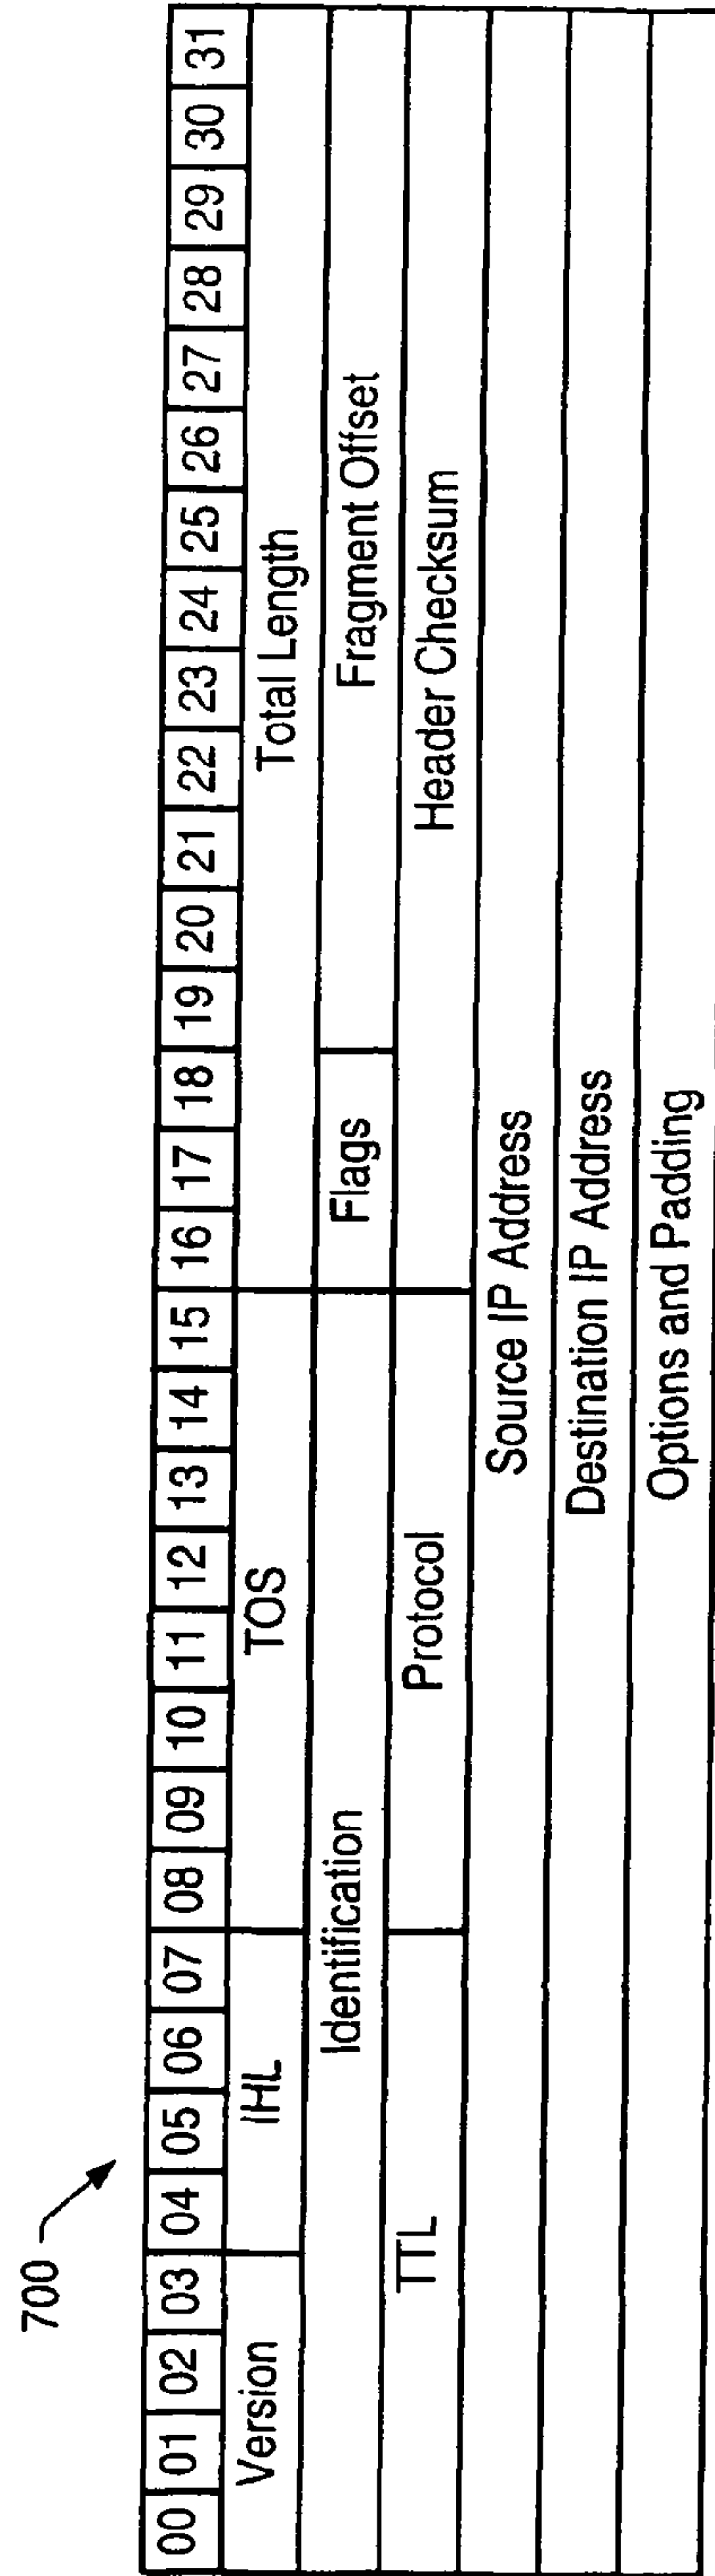 700
00 01 02 03 04 05 06 07 08 09 10 11 12 13 14 15 16 17 18 19 20 21 22 23 24 25 26 27 28 29 30 31
Version IHL TOS Total Length
Identification Flags Fragment Offset
TTL Protocol Header Checksum
Source IP Address
Destination IP Address
Options and Padding